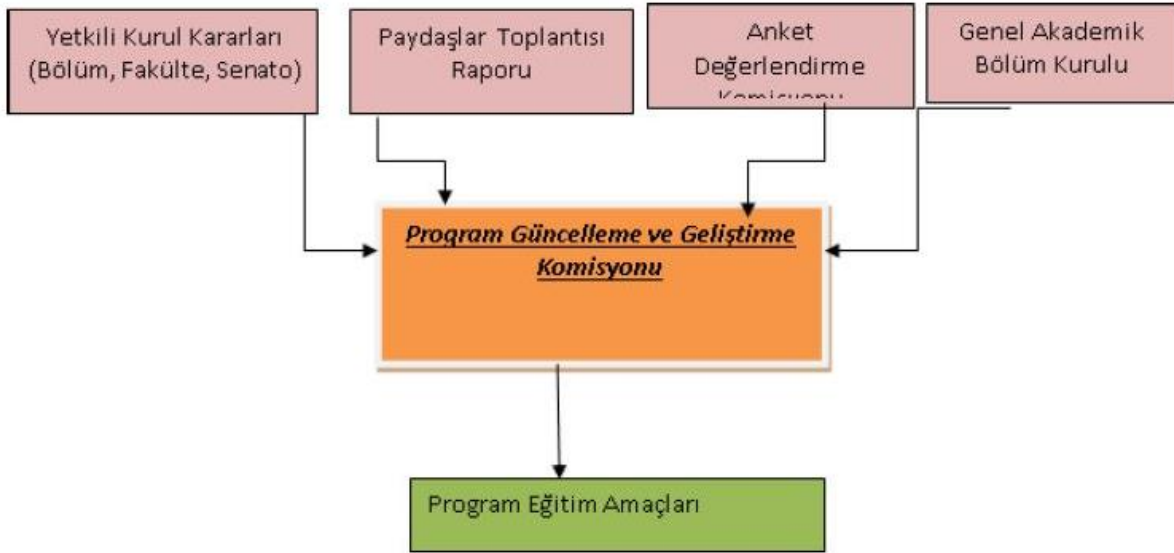 Yetkili Kurul Kararları
(Bölüm, Fakülte, Senato)
Paydaşlar Toplantısı
Raporu
Anket
Değerlendirme
Komisyonu
Genel Akademik
Bölüm Kurulu
Program Güncelleme ve Geliştirme
Komisyonu
Program Eğitim Amaçları